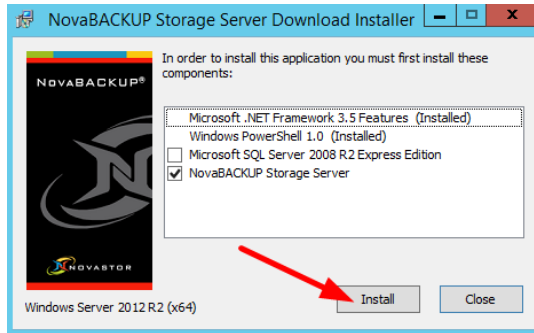 NovaBACKUP Storage Server Download Installer
In order to install this application you must first install these
components:
NOVABACKUP®
Microsoft .NET Framework 3.5 Features (Installed)
Windows PowerShell 1.0 (Installed)
Microsoft SQL Server 2008 R2 Express Edition
NovaBACKUP Storage Server
NOVASTOR
Windows Server 2012 R2 (x64)
Install
Close